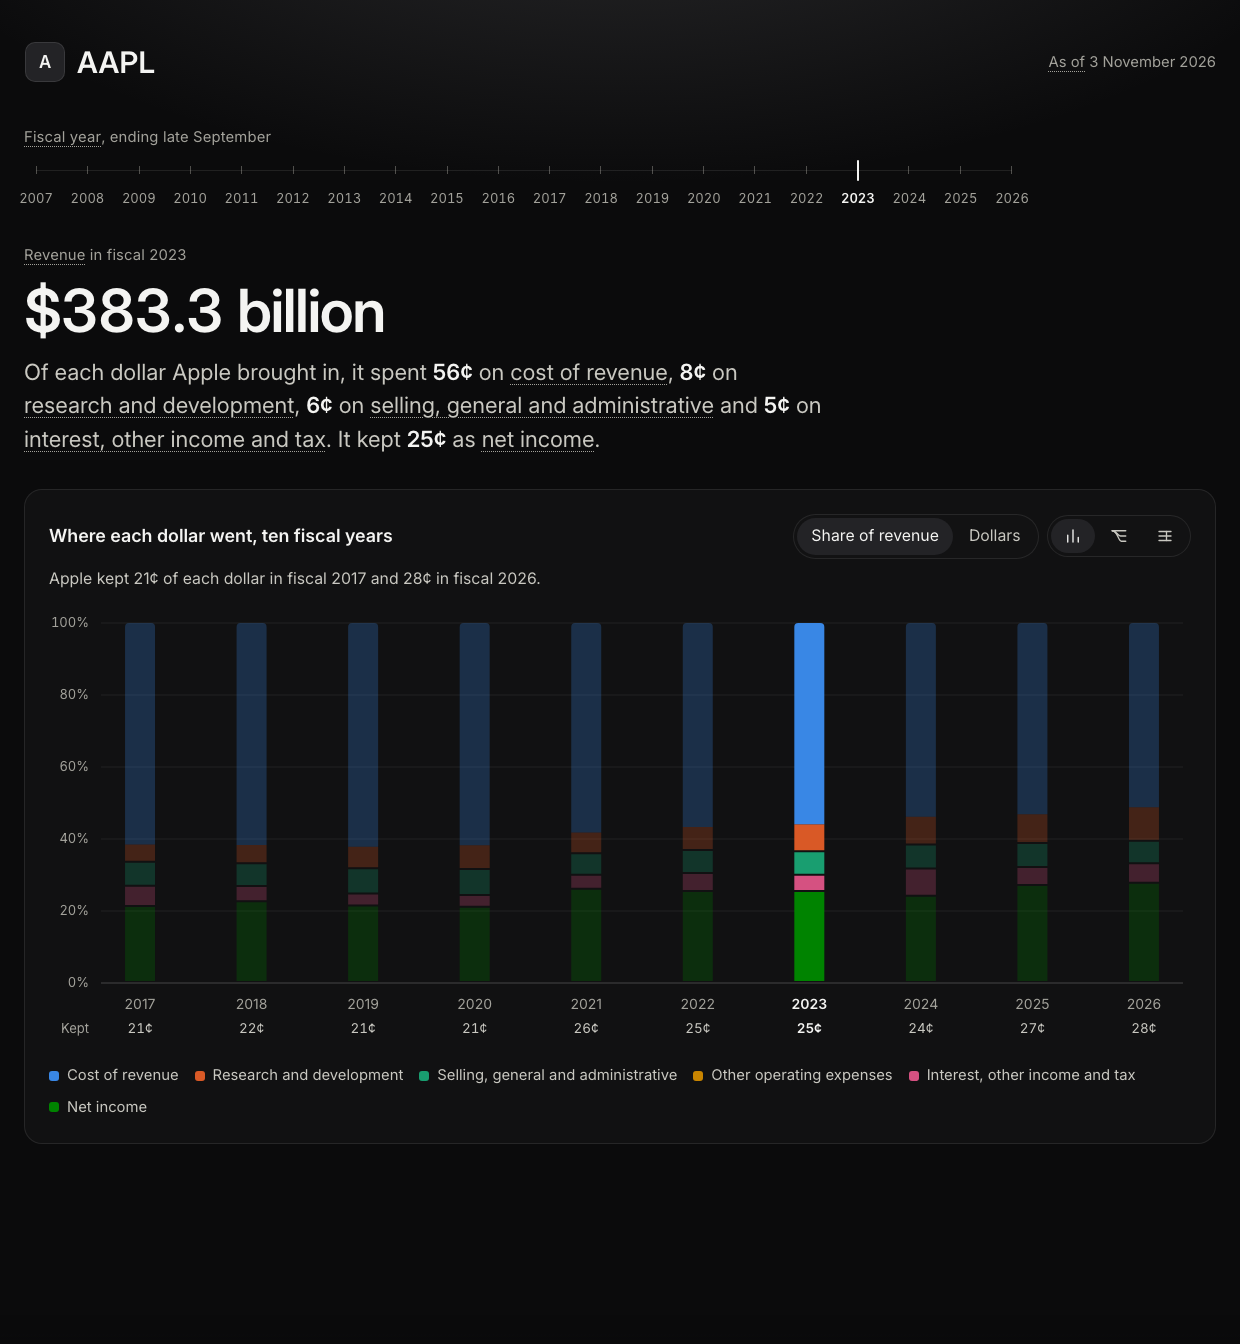 A AAPL
As of 3 November 2026
Fiscal year, ending late September
2007 2008 2009 2010 2011 2012 2013 2014 2015 2016 2017 2018 2019 2020 2021 2022 2023 2024 2025 2026
Revenue in fiscal 2023
$383.3 billion
Of each dollar Apple brought in, it spent 56¢ on cost of revenue, 8¢ on
research and development, 6¢ on selling, general and administrative and 5¢ on
interest, other income and tax. It kept 25¢ as net income.
Where each dollar went, ten fiscal years
Share of revenue Dollars
Apple kept 21¢ of each dollar in fiscal 2017 and 28¢ in fiscal 2026.
100%
80%
60%
40%
20%
0%
2017 2018 2019 2020 2021 2022 2023 2024 2025 2026
Kept 21¢ 22¢ 21¢ 21¢ 26¢ 25¢ 25¢ 24¢ 27¢ 28¢
Cost of revenue Research and development Selling, general and administrative Other operating expenses Interest, other income and tax
Net income